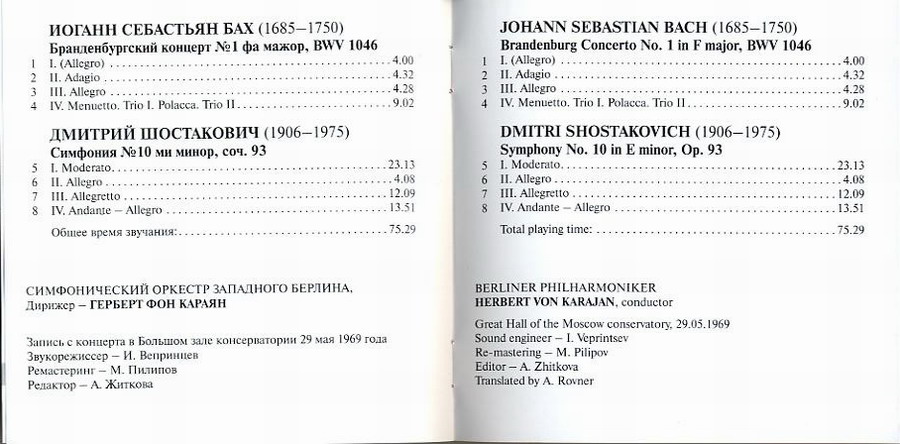 ИОГАНН СЕБАСТЬЯН БАХ (1685—1750)
Бранденбургский концерт №1 фа мажор, BWV 1046
1 I. (Allegro) 4.00
2 II. Adagio 4.32
3 III. Allegro 4.28
4 IV. Menuetto. Trio I. Polacca. Trio II 9.02
ДМИТРИЙ ШОСТАКОВИЧ (1906—1975)
Симфония №10 ми минор, соч. 93
5 I. Moderato 23.13
6 II. Allegro 4.08
7 III. Allegretto 12.09
8 IV. Andante – Allegro 13.51
Общее время звучания: 75.29
СИМФОНИЧЕСКИЙ ОРКЕСТР ЗАПАДНОГО БЕРЛИНА,
Дирижер – ГЕРБЕРТ ФОН КАРАЯН
Запись с концерта в Большом зале консерватории 29 мая 1969 года
Звукорежиссер – И. Вепринцев
Ремастеринг – М. Пилипов
Редактор – А. Житкова
JOHANN SEBASTIAN BACH (1685—1750)
Brandenburg Concerto No. 1 in F major, BWV 1046
1 I. (Allegro) 4.00
2 II. Adagio 4.32
3 III. Allegro 4.28
4 IV. Menuetto. Trio I. Polacca. Trio II 9.02
DMITRI SHOSTAKOVICH (1906—1975)
Symphony No. 10 in E minor, Op. 93
5 I. Moderato 23.13
6 II. Allegro 4.08
7 III. Allegretto 12.09
8 IV. Andante – Allegro 13.51
Total playing time: 75.29
BERLINER PHILHARMONIKER
HERBERT VON KARAJAN, conductor
Great Hall of the Moscow conservatory, 29.05.1969
Sound engineer – I. Veprintsev
Re-mastering – M. Pilipov
Editor – A. Zhitkova
Translated by A. Rovner